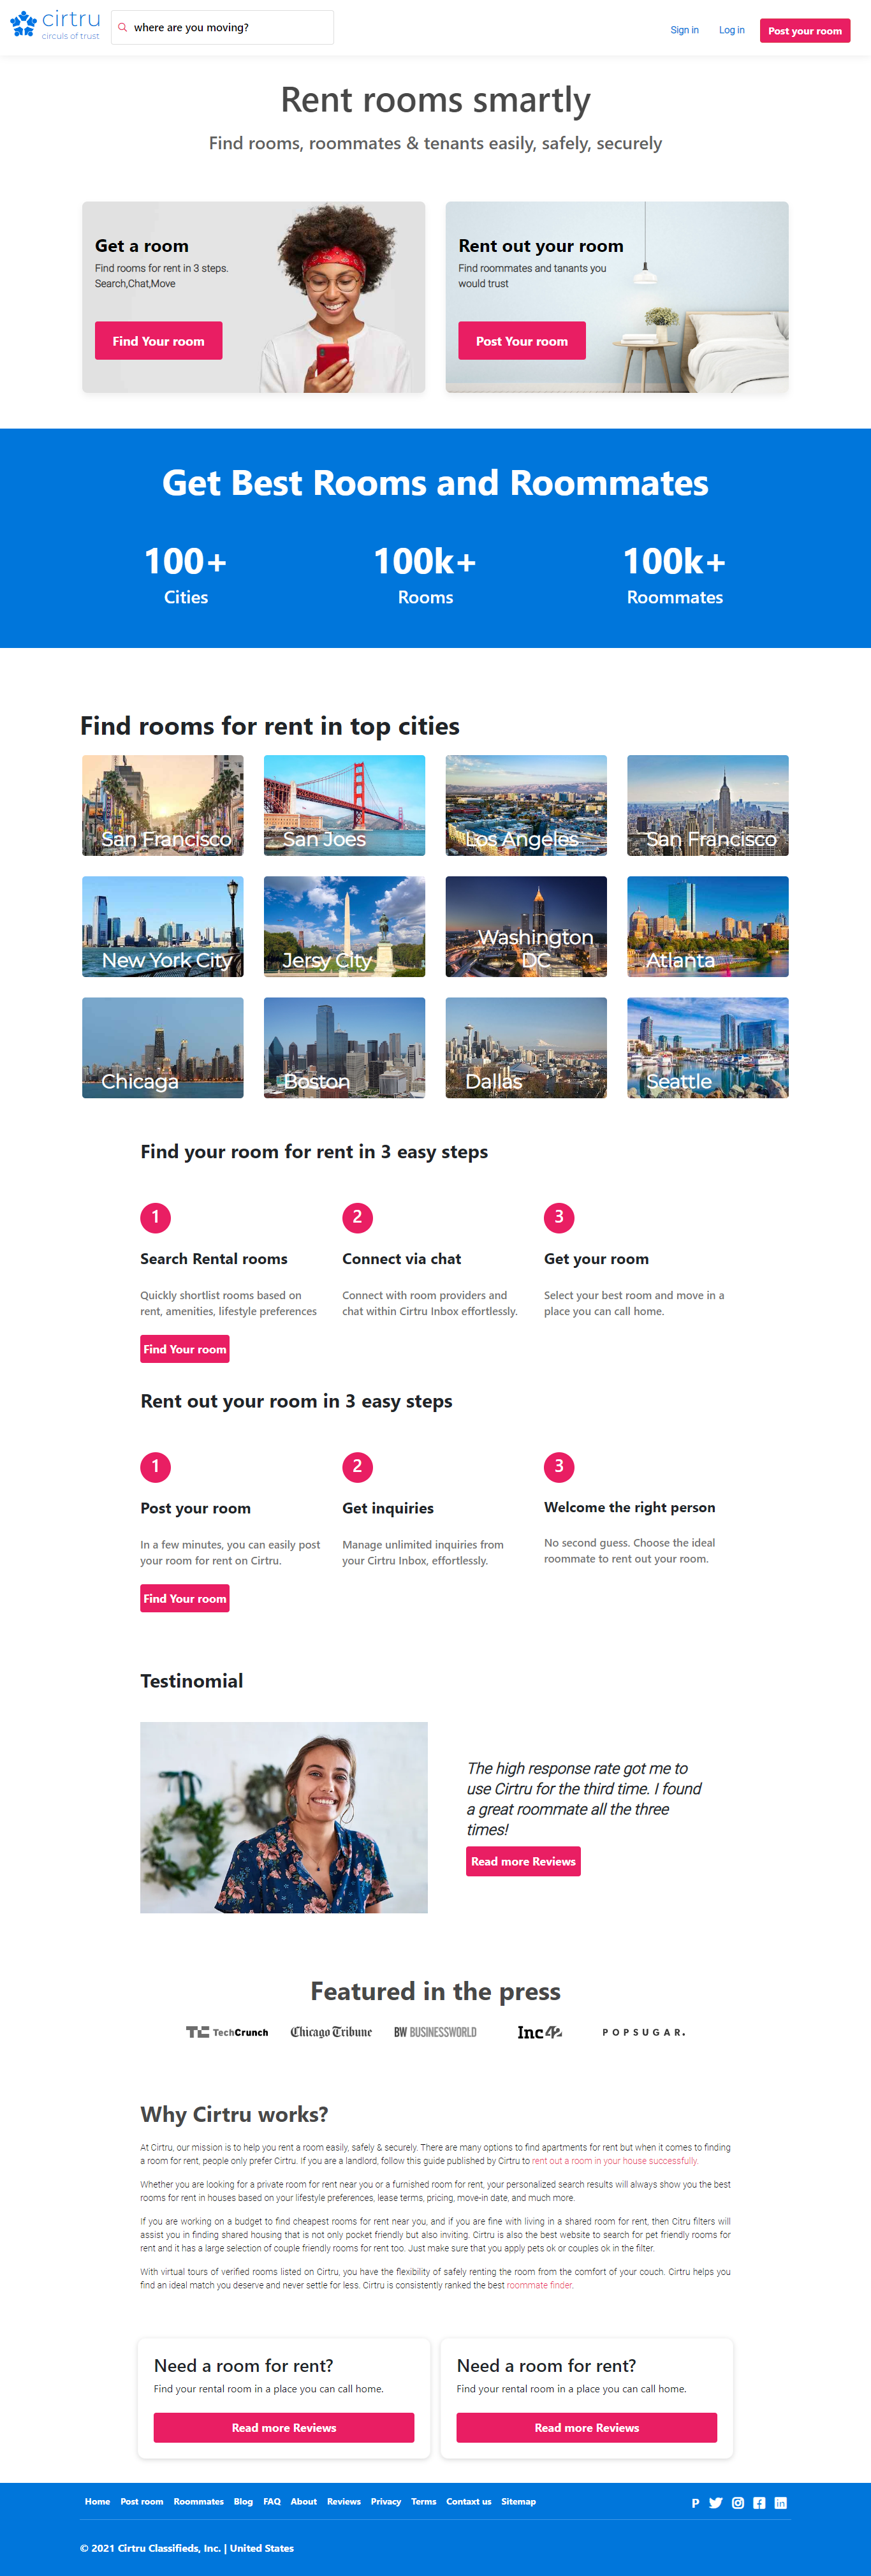 cirtru
circuls of trust
where are you moving?
Sign in
Log in
Post your room
Rent rooms smartly
Find rooms, roommates & tenants easily, safely, securely
Get a room
Find rooms for rent in 3 steps.
Search,Chat,Move
Find Your room
Rent out your room
Find roommates and tanants you
would trust
Post Your room
Get Best Rooms and Roommates
100+
Cities
100k+
Rooms
100k+
Roommates
Find rooms for rent in top cities
San Francisco
San Joes
Los Angeles
San Francisco
New York City
Jersy City
Washington
DC
Atlanta
Chicaga
Boston
Dallas
Seattle
Find your room for rent in 3 easy steps
1
Search Rental rooms
Quickly shortlist rooms based on
rent, amenities, lifestyle preferences
2
Connect via chat
Connect with room providers and
chat within Cirtru Inbox effortlessly.
3
Get your room
Select your best room and move in a
place you can call home.
Find Your room
Rent out your room in 3 easy steps
1
Post your room
In a few minutes, you can easily post
your room for rent on Cirtru.
2
Get inquiries
Manage unlimited inquiries from
your Cirtru Inbox, effortlessly.
3
Welcome the right person
No second guess. Choose the ideal
roommate to rent out your room.
Find Your room
Testinomial
The high response rate got me to
use Cirtru for the third time. I found
a great roommate all the three
times!
Read more Reviews
Featured in the press
TC TechCrunch
Chicago Tribune
BW BUSINESSWORLD
Inc42
POPSUGAR.
Why Cirtru works?
At Cirtru, our mission is to help you rent a room easily, safely & securely. There are many options to find apartments for rent but when it comes to finding
a room for rent, people only prefer Cirtru. If you are a landlord, follow this guide published by Cirtru to rent out a room in your house successfully.
Whether you are looking for a private room for rent near you or a furnished room for rent, your personalized search results will always show you the best
rooms for rent in houses based on your lifestyle preferences, lease terms, pricing, move-in date, and much more.
If you are working on a budget to find cheapest rooms for rent near you, and if you are fine with living in a shared room for rent, then Citru filters will
assist you in finding shared housing that is not only pocket friendly but also inviting. Cirtru is also the best website to search for pet friendly rooms for
rent and it has a large selection of couple friendly rooms for rent too. Just make sure that you apply pets ok or couples ok in the filter.
With virtual tours of verified rooms listed on Cirtru, you have the flexibility of safely renting the room from the comfort of your couch. Cirtru helps you
find an ideal match you deserve and never settle for less. Cirtru is consistently ranked the best roommate finder.
Need a room for rent?
Find your rental room in a place you can call home.
Read more Reviews
Need a room for rent?
Find your rental room in a place you can call home.
Read more Reviews
Home Post room Roommates Blog FAQ About Reviews Privacy Terms Contaxt us Sitemap
© 2021 Cirtru Classifieds, Inc. | United States